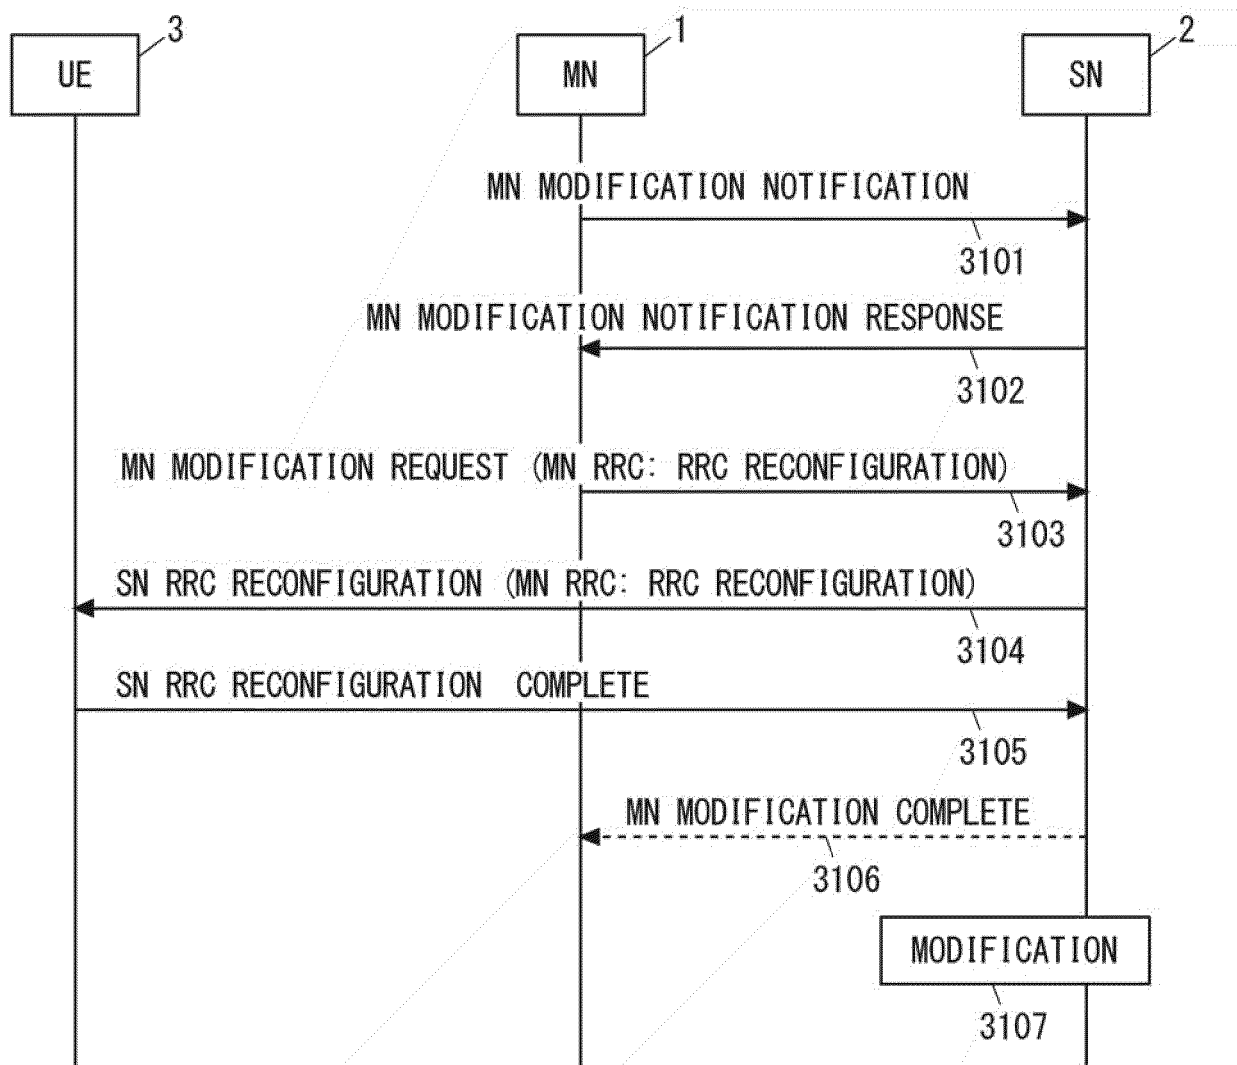 3
1
2
UE
MN
SN
MN MODIFICATION NOTIFICATION
3101
MN MODIFICATION NOTIFICATION RESPONSE
3102
MN MODIFICATION REQUEST (MN RRC: RRC RECONFIGURATION)
3103
SN RRC RECONFIGURATION (MN RRC: RRC RECONFIGURATION)
3104
SN RRC RECONFIGURATION COMPLETE
3105
MN MODIFICATION COMPLETE
3106
MODIFICATION
3107